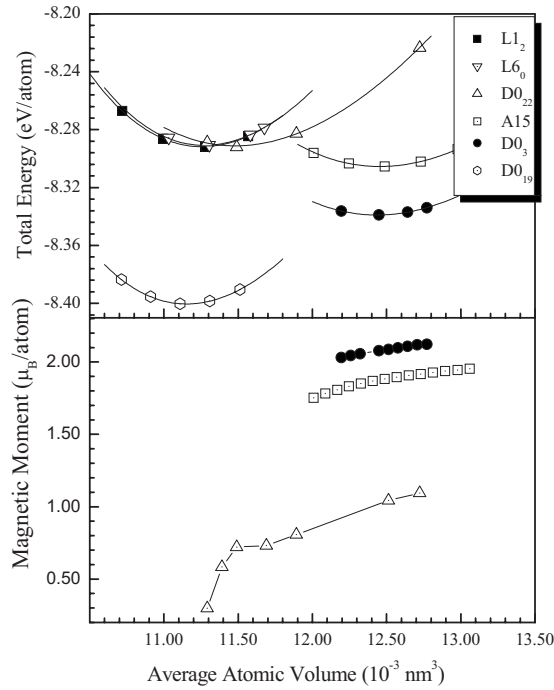 -8.20
-8.24
-8.28
-8.32
-8.36
-8.40
Total Energy (eV/atom)
L1₂
L6₀
D0₂₂
A15
D0₃
D0₁₉
2.00
1.50
1.00
0.50
Magnetic Moment (μ_B/atom)
11.00 11.50 12.00 12.50 13.00 13.50
Average Atomic Volume (10⁻³ nm³)